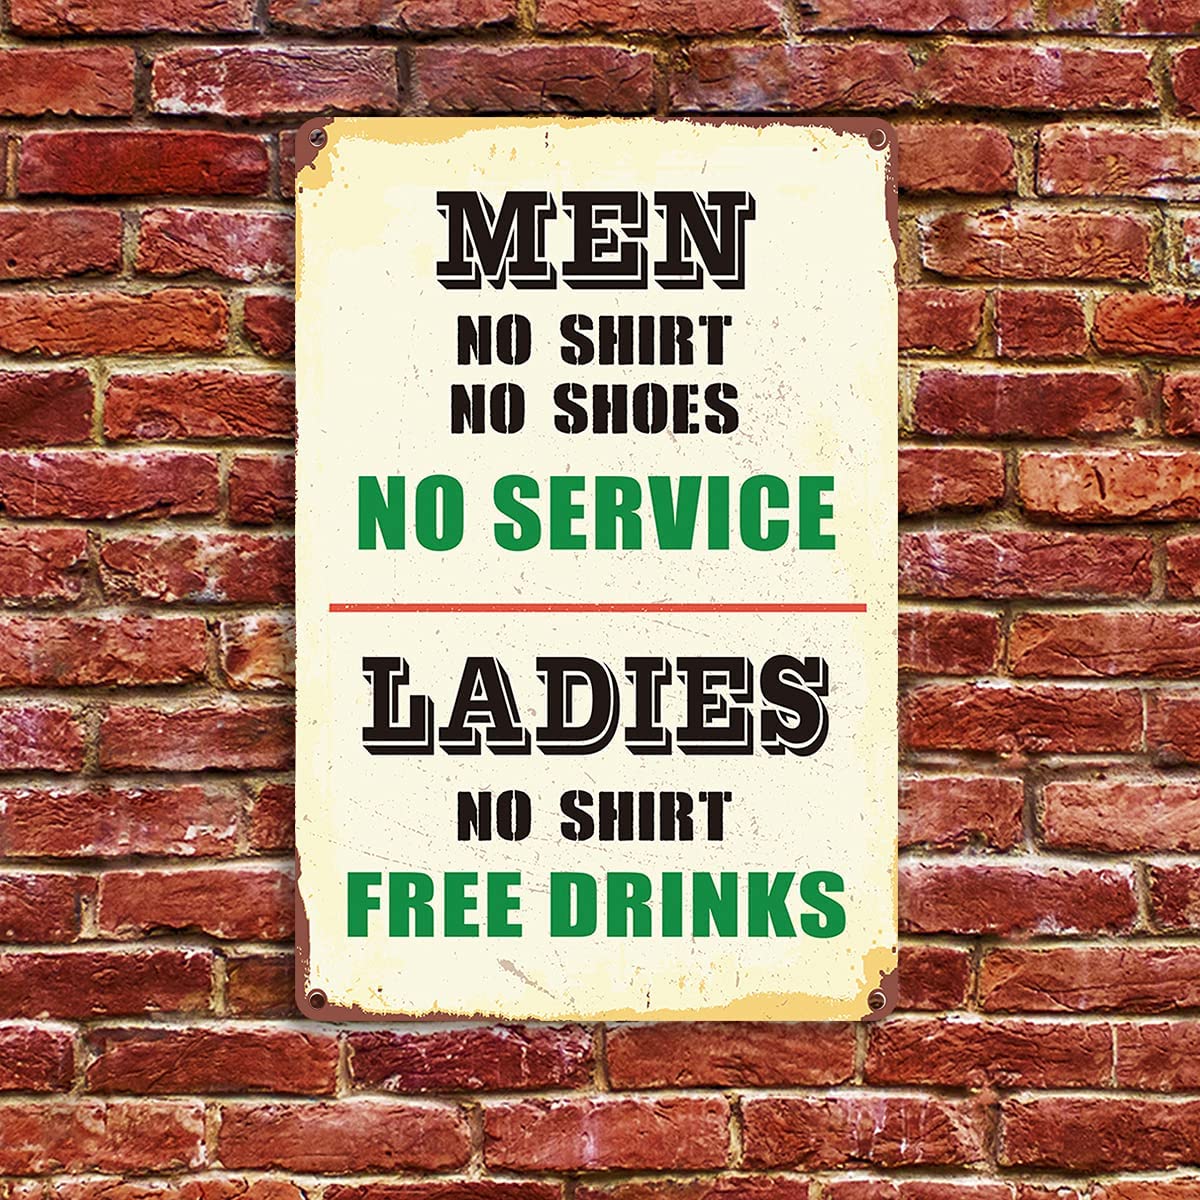 MEN
NO SHIRT
NO SHOES
NO SERVICE
LADIES
NO SHIRT
FREE DRINKS